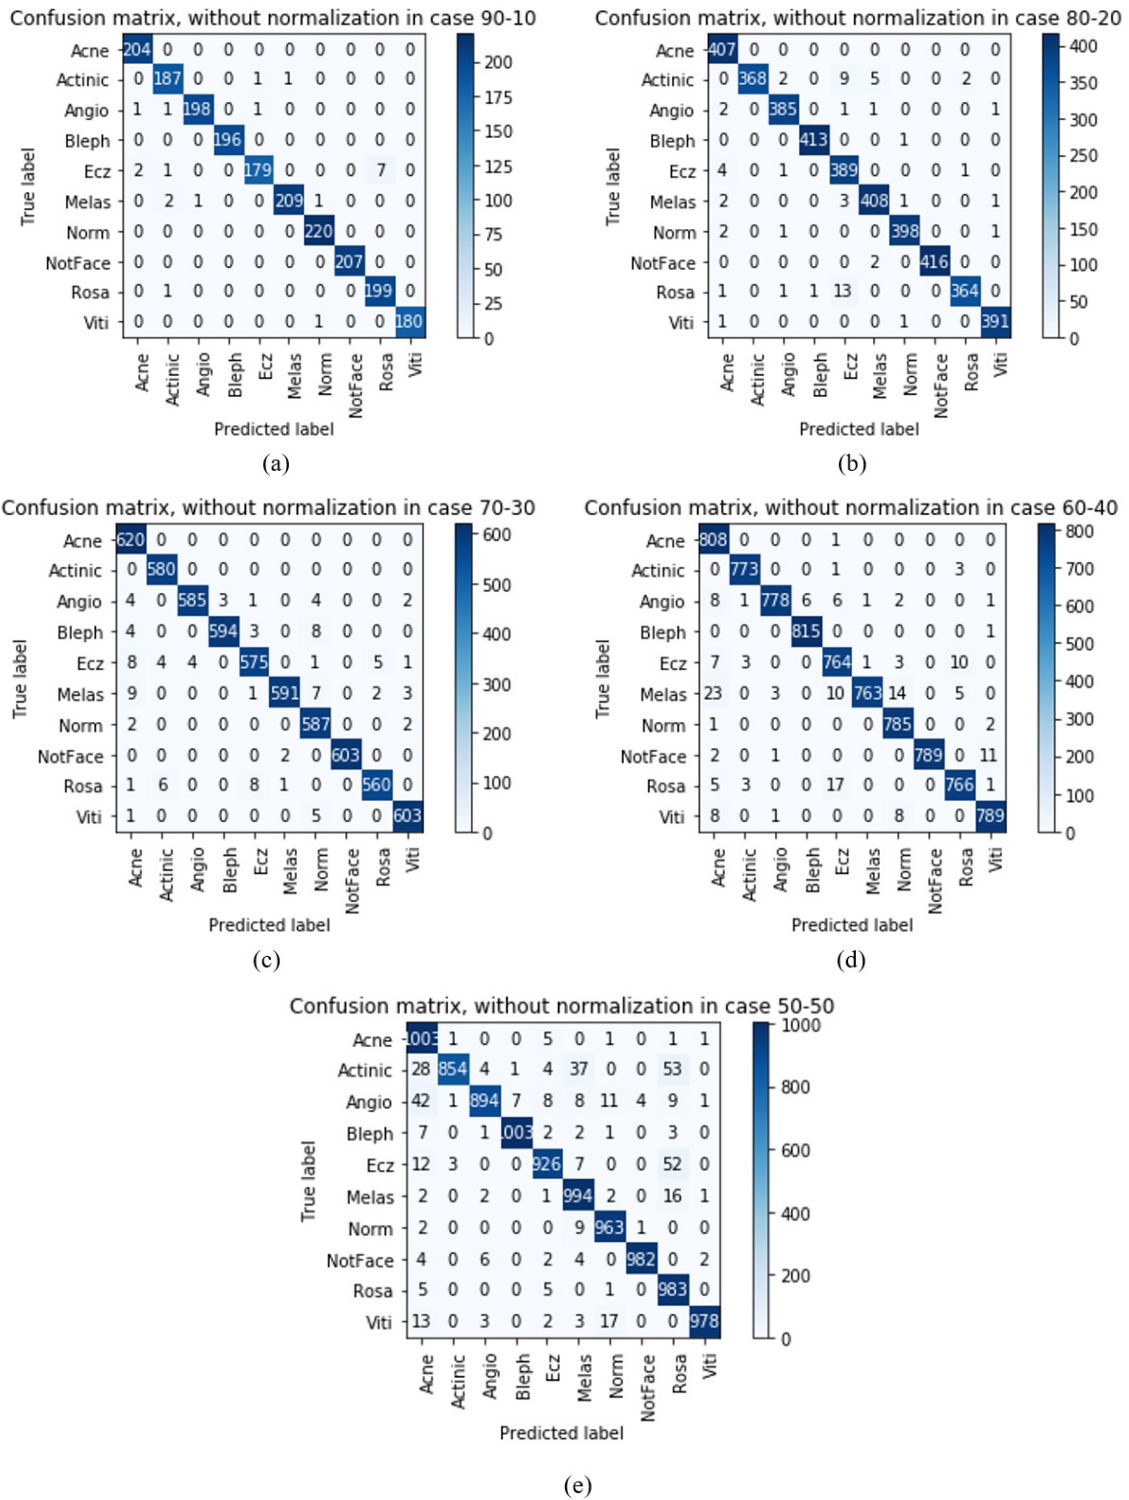 Confusion matrix, without normalization in case 90-10
Acne 204 0 0 0 0 0 0 0 0 0
Actinic 0 187 0 0 1 1 0 0 0 0
Angio 1 1 198 0 1 0 0 0 0 0
Bleph 0 0 0 196 0 0 0 0 0 0
Ecz 2 1 0 0 179 0 0 0 7 0
Melas 0 2 1 0 0 209 1 0 0 0
Norm 0 0 0 0 0 0 220 0 0 0
NotFace 0 0 0 0 0 0 0 207 0 0
Rosa 0 1 0 0 0 0 0 0 199 0
Viti 0 0 0 0 0 0 1 0 0 180
True label
Acne Actinic Angio Bleph Ecz Melas Norm NotFace Rosa Viti
Predicted label
200
175
150
125
100
75
50
25
0
(a)
Confusion matrix, without normalization in case 80-20
Acne 407 0 0 0 0 0 0 0 0 0
Actinic 0 368 2 0 9 5 0 0 2 0
Angio 2 0 385 0 1 1 0 0 0 1
Bleph 0 0 0 413 0 0 1 0 0 0
Ecz 4 0 1 0 389 0 0 0 1 0
Melas 2 0 0 0 3 408 1 0 0 1
Norm 2 0 1 0 0 0 398 0 0 1
NotFace 0 0 0 0 0 2 0 416 0 0
Rosa 1 0 1 1 13 0 0 0 364 0
Viti 1 0 0 0 0 0 1 0 0 391
True label
Acne Actinic Angio Bleph Ecz Melas Norm NotFace Rosa Viti
Predicted label
400
350
300
250
200
150
100
50
0
(b)
Confusion matrix, without normalization in case 70-30
Acne 620 0 0 0 0 0 0 0 0 0
Actinic 0 580 0 0 0 0 0 0 0 0
Angio 4 0 585 3 1 0 4 0 0 2
Bleph 4 0 0 594 3 0 8 0 0 0
Ecz 8 4 4 0 575 0 1 0 5 1
Melas 9 0 0 0 1 591 7 0 2 3
Norm 2 0 0 0 0 0 587 0 0 2
NotFace 0 0 0 0 0 2 0 603 0 0
Rosa 1 6 0 0 8 1 0 0 560 0
Viti 1 0 0 0 0 0 5 0 0 603
True label
Acne Actinic Angio Bleph Ecz Melas Norm NotFace Rosa Viti
Predicted label
600
500
400
300
200
100
0
(c)
Confusion matrix, without normalization in case 60-40
Acne 808 0 0 0 1 0 0 0 0 0
Actinic 0 773 0 0 1 0 0 0 3 0
Angio 8 1 778 6 6 1 2 0 0 1
Bleph 0 0 0 815 0 0 0 0 0 1
Ecz 7 3 0 0 764 1 3 0 10 0
Melas 23 0 3 0 10 763 14 0 5 0
Norm 1 0 0 0 0 0 785 0 0 2
NotFace 2 0 1 0 0 0 0 789 0 11
Rosa 5 3 0 0 17 0 0 0 766 1
Viti 8 0 1 0 0 0 8 0 0 789
True label
Acne Actinic Angio Bleph Ecz Melas Norm NotFace Rosa Viti
Predicted label
800
700
600
500
400
300
200
100
0
(d)
Confusion matrix, without normalization in case 50-50
Acne 1003 1 0 0 5 0 1 0 1 1
Actinic 28 854 4 1 4 37 0 0 53 0
Angio 42 1 894 7 8 8 11 4 9 1
Bleph 7 0 1 1003 2 2 1 0 3 0
Ecz 12 3 0 0 926 7 0 0 52 0
Melas 2 0 2 0 1 994 2 0 16 1
Norm 2 0 0 0 0 9 963 1 0 0
NotFace 4 0 6 0 2 4 0 982 0 2
Rosa 5 0 0 0 5 0 1 0 983 0
Viti 13 0 3 0 2 3 17 0 0 978
True label
Acne Actinic Angio Bleph Ecz Melas Norm NotFace Rosa Viti
Predicted label
1000
800
600
400
200
0
(e)